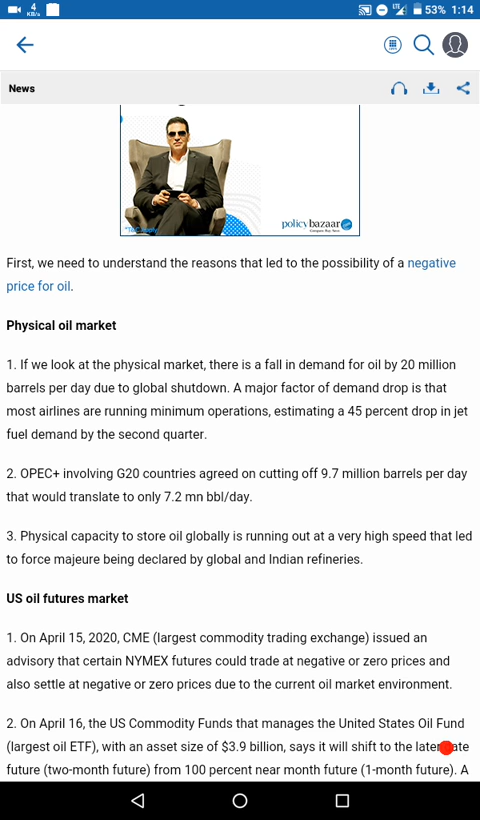 4
KB/s
LTE
53% 1:14
News
policybazaar
First, we need to understand the reasons that led to the possibility of a negative
price for oil.
Physical oil market
1. If we look at the physical market, there is a fall in demand for oil by 20 million
barrels per day due to global shutdown. A major factor of demand drop is that
most airlines are running minimum operations, estimating a 45 percent drop in jet
fuel demand by the second quarter.
2. OPEC+ involving G20 countries agreed on cutting off 9.7 million barrels per day
that would translate to only 7.2 mn bbl/day.
3. Physical capacity to store oil globally is running out at a very high speed that led
to force majeure being declared by global and Indian refineries.
US oil futures market
1. On April 15, 2020, CME (largest commodity trading exchange) issued an
advisory that certain NYMEX futures could trade at negative or zero prices and
also settle at negative or zero prices due to the current oil market environment.
2. On April 16, the US Commodity Funds that manages the United States Oil Fund
(largest oil ETF), with an asset size of $3.9 billion, says it will shift to the later
future (two-month future) from 100 percent near month future (1-month future). A